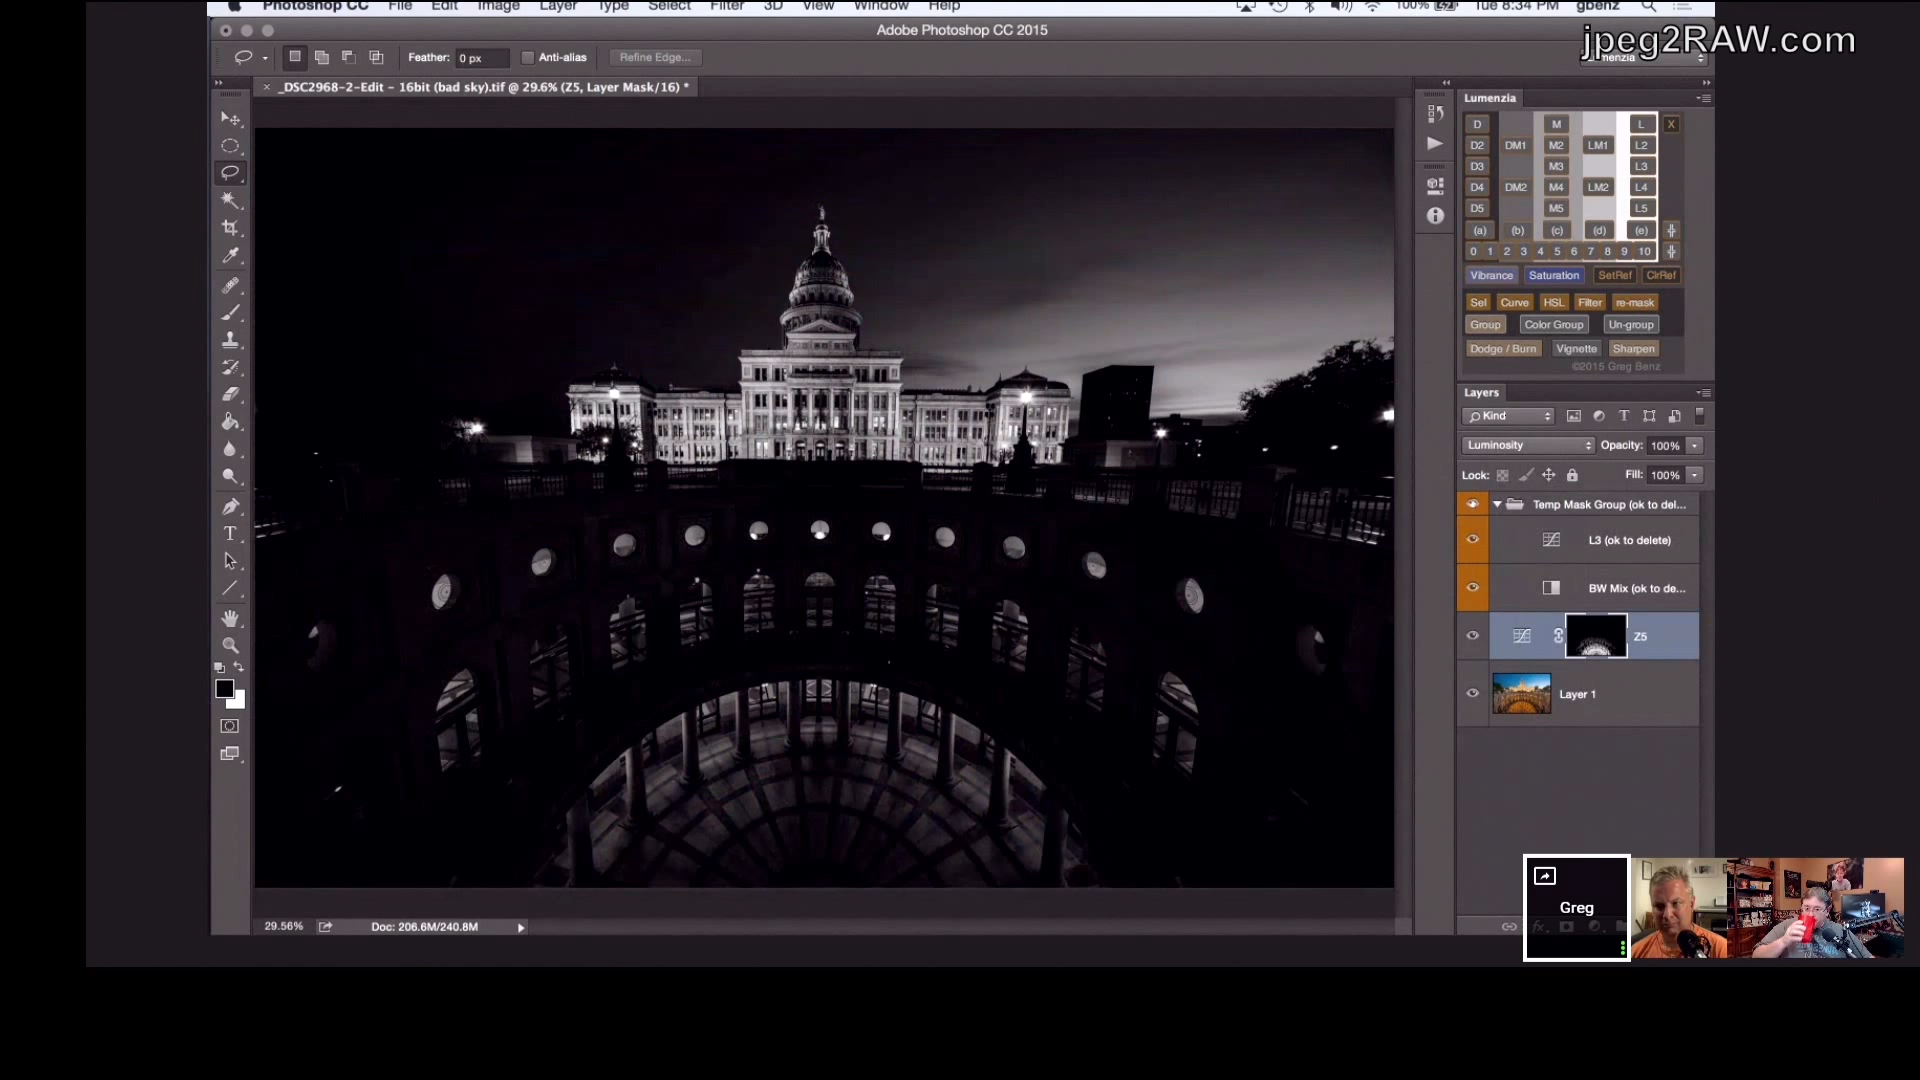 Photoshop CC File Edit Image Layer Type Select Filter 3D View Window Help 100% Tue 8:34 PM gbenz
Adobe Photoshop CC 2015
jpeg2RAW.com
Feather: 0 px Anti-alias Refine Edge...
_DSC2968-2-Edit – 16bit (bad sky).tif @ 29.6% (Z5, Layer Mask/16) *
Lumenzia
D M L X
D2 DM1 M2 LM1 L2
D3 M3 L3
D4 DM2 M4 LM2 L4
D5 M5 L5
(a) (b) (c) (d) (e)
0 1 2 3 4 5 6 7 8 9 10
Vibrance Saturation SetRef ClrRef
Sel Curve HSL Filter re-mask
Group Color Group Un-group
Dodge / Burn Vignette Sharpen
©2015 Greg Benz
Layers
Kind
Luminosity Opacity: 100%
Lock: Fill: 100%
Temp Mask Group (ok to del...
L3 (ok to delete)
BW Mix (ok to de...
Z5
Layer 1
Greg
29.56% Doc: 206.6M/240.8M